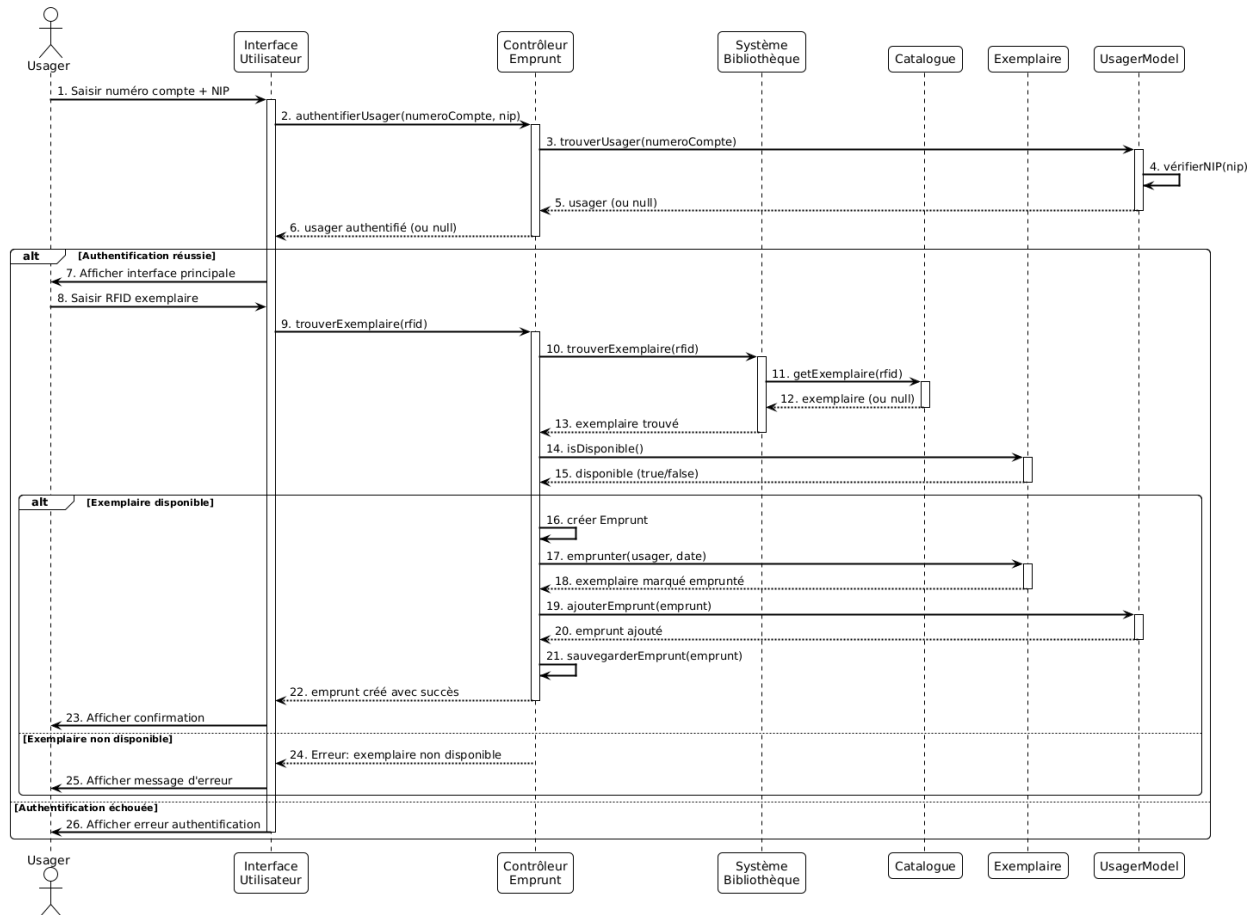 Usager
Interface
Utilisateur
Contrôleur
Emprunt
Système
Bibliothèque
Catalogue
Exemplaire
UsagerModel
1. Saisir numéro compte + NIP
2. authentifierUsager(numeroCompte, nip)
3. trouverUsager(numeroCompte)
4. vérifierNIP(nip)
5. usager (ou null)
6. usager authentifié (ou null)
alt [Authentification réussie]
7. Afficher interface principale
8. Saisir RFID exemplaire
9. trouverExemplaire(rfid)
10. trouverExemplaire(rfid)
11. getExemplaire(rfid)
12. exemplaire (ou null)
13. exemplaire trouvé
14. isDisponible()
15. disponible (true/false)
alt [Exemplaire disponible]
16. créer Emprunt
17. emprunter(usager, date)
18. exemplaire marqué emprunté
19. ajouterEmprunt(emprunt)
20. emprunt ajouté
21. sauvegarderEmprunt(emprunt)
22. emprunt créé avec succès
23. Afficher confirmation
[Exemplaire non disponible]
24. Erreur: exemplaire non disponible
25. Afficher message d'erreur
[Authentification échouée]
26. Afficher erreur authentification
Usager
Interface
Utilisateur
Contrôleur
Emprunt
Système
Bibliothèque
Catalogue
Exemplaire
UsagerModel